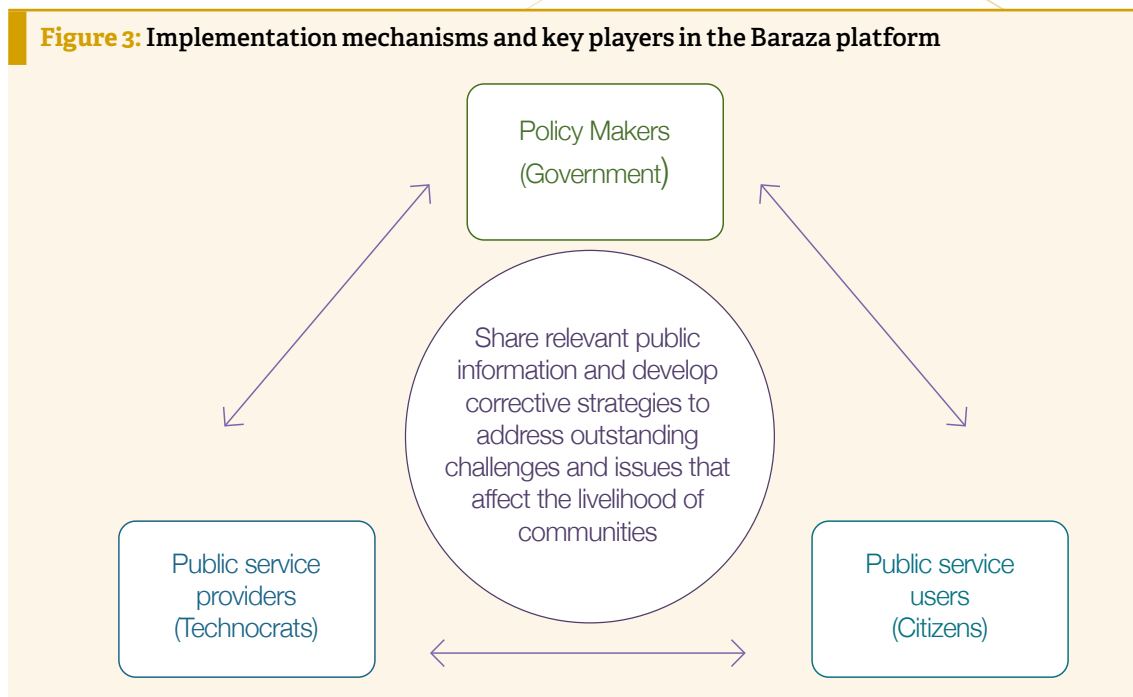 Figure 3: Implementation mechanisms and key players in the Baraza platform
Policy Makers
(Government)
Share relevant public
information and develop
corrective strategies to
address outstanding
challenges and issues that
affect the livelihood of
communities
Public service
providers
(Technocrats)
Public service
users
(Citizens)